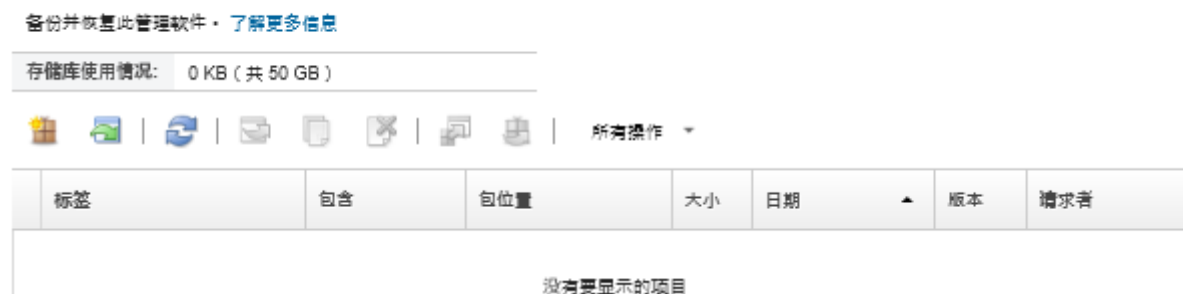 备份并恢复此管理软件。 了解更多信息
存储库使用情况: 0 KB ( 共 50 GB )
所有操作
标签 包含 包位置 大小 日期 版本 请求者
没有要显示的项目